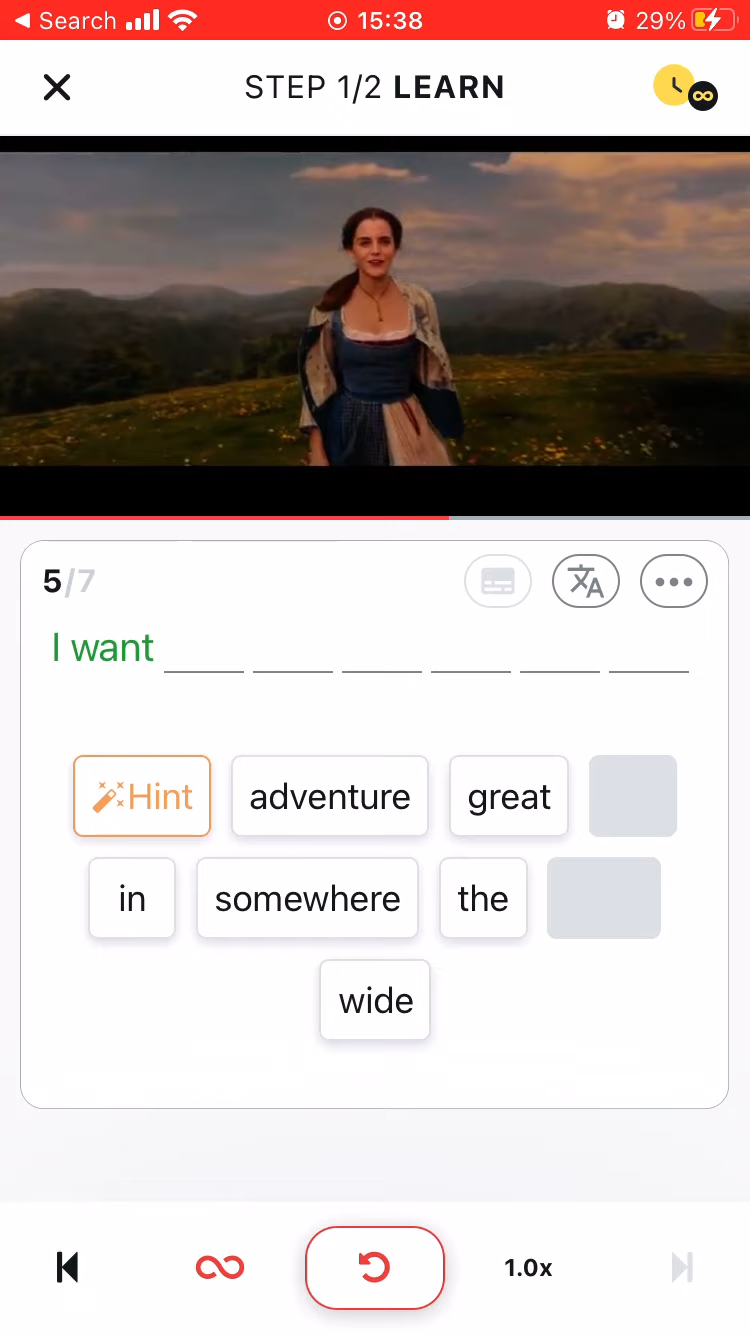 Search 15:38 29%
STEP 1/2 LEARN
5/7
I want
Hint adventure great
in somewhere the
wide
1.0x